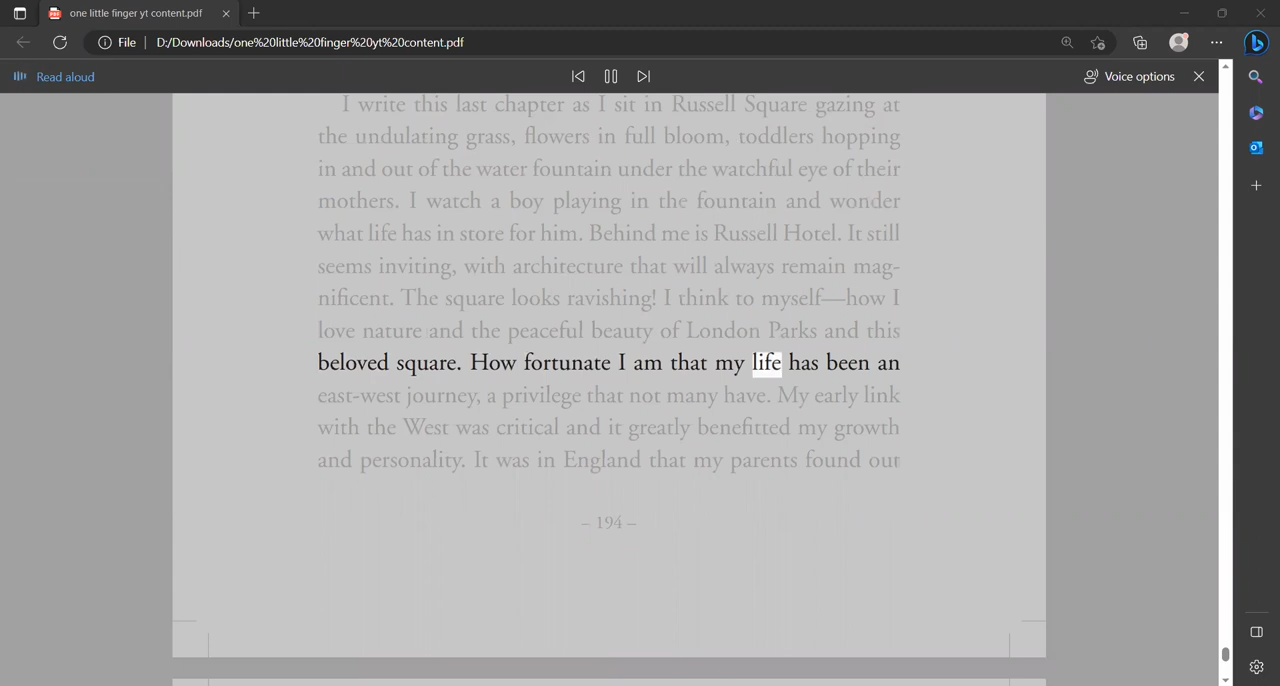 one little finger yt content.pdf
File
D:/Downloads/one%20little%20finger%20yt%20content.pdf
Read aloud
Voice options
I write this last chapter as I sit in Russell Square gazing at
the undulating grass, flowers in full bloom, toddlers hopping
in and out of the water fountain under the watchful eye of their
mothers. I watch a boy playing in the fountain and wonder
what life has in store for him. Behind me is Russell Hotel. It still
seems inviting, with architecture that will always remain mag-
nificent. The square looks ravishing! I think to myself—how I
love nature and the peaceful beauty of London Parks and this
beloved square. How fortunate I am that my life has been an
east-west journey, a privilege that not many have. My early link
with the West was critical and it greatly benefitted my growth
and personality. It was in England that my parents found out
– 194 –